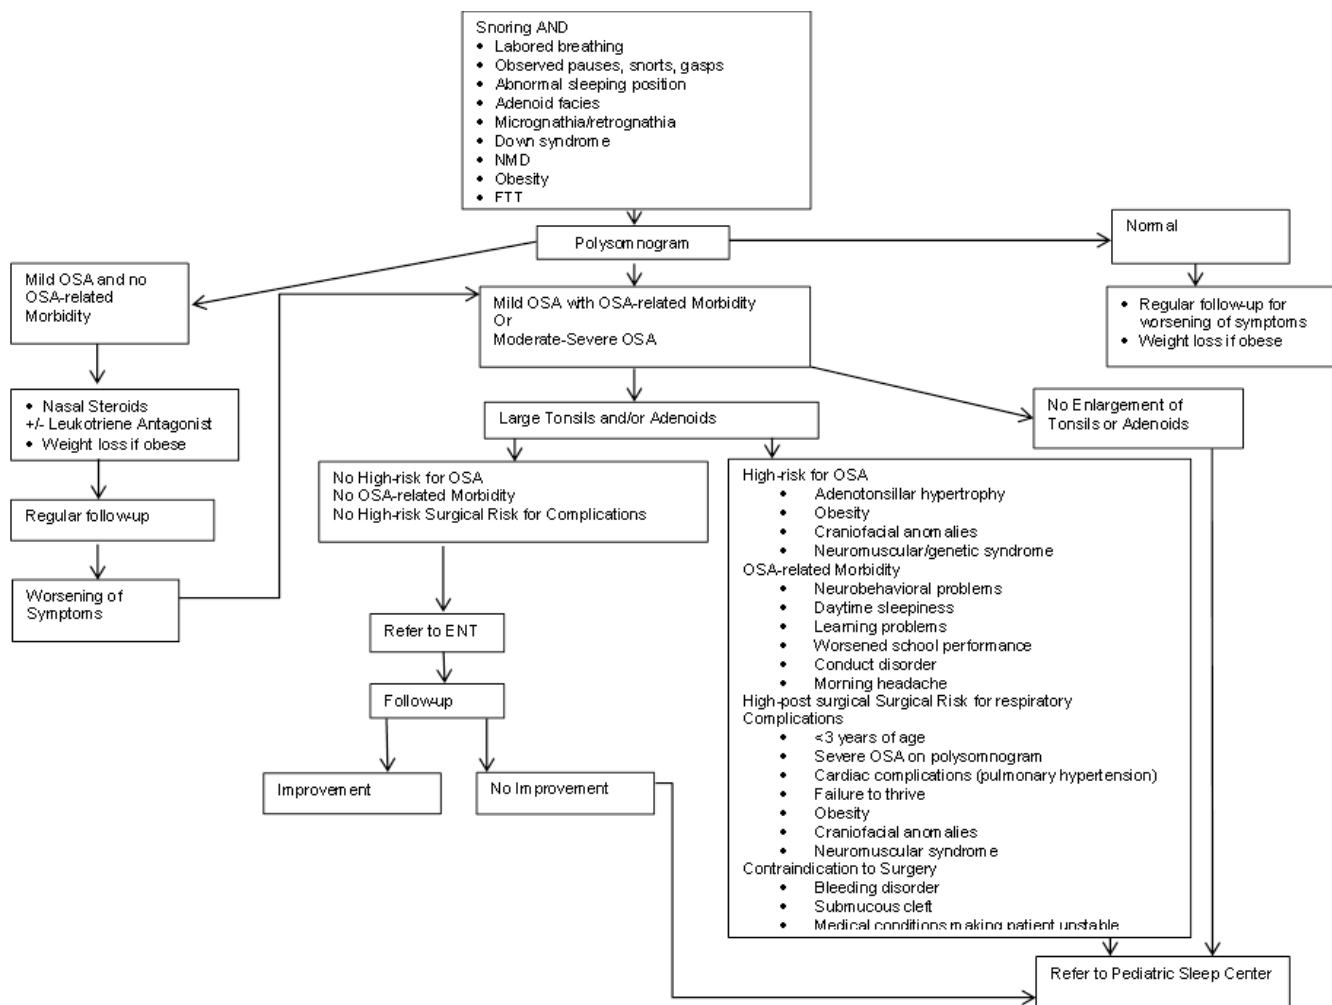 Snoring AND
• Labored breathing
• Observed pauses, snorts, gasps
• Abnormal sleeping position
• Adenoid facies
• Micrognathia/retrognathia
• Down syndrome
• NMD
• Obesity
• FTT
Polysomnogram
Normal
• Regular follow-up for
worsening of symptoms
• Weight loss if obese
Mild OSA and no
OSA-related
Morbidity
Mild OSA with OSA-related Morbidity
Or
Moderate-Severe OSA
• Nasal Steroids
+/- Leukotriene Antagonist
• Weight loss if obese
Large Tonsils and/or Adenoids
No Enlargement of
Tonsils or Adenoids
Regular follow-up
Worsening of
Symptoms
No High-risk for OSA
No OSA-related Morbidity
No High-risk Surgical Risk for Complications
Refer to ENT
Follow-up
Improvement
No Improvement
High-risk for OSA
• Adenotonsillar hypertrophy
• Obesity
• Craniofacial anomalies
• Neuromuscular/genetic syndrome
OSA-related Morbidity
• Neurobehavioral problems
• Daytime sleepiness
• Learning problems
• Worsened school performance
• Conduct disorder
• Morning headache
High-post surgical Surgical Risk for respiratory
Complications
• <3 years of age
• Severe OSA on polysomnogram
• Cardiac complications (pulmonary hypertension)
• Failure to thrive
• Obesity
• Craniofacial anomalies
• Neuromuscular syndrome
Contraindication to Surgery
• Bleeding disorder
• Submucous cleft
• Medical conditions making patient unstable
Refer to Pediatric Sleep Center